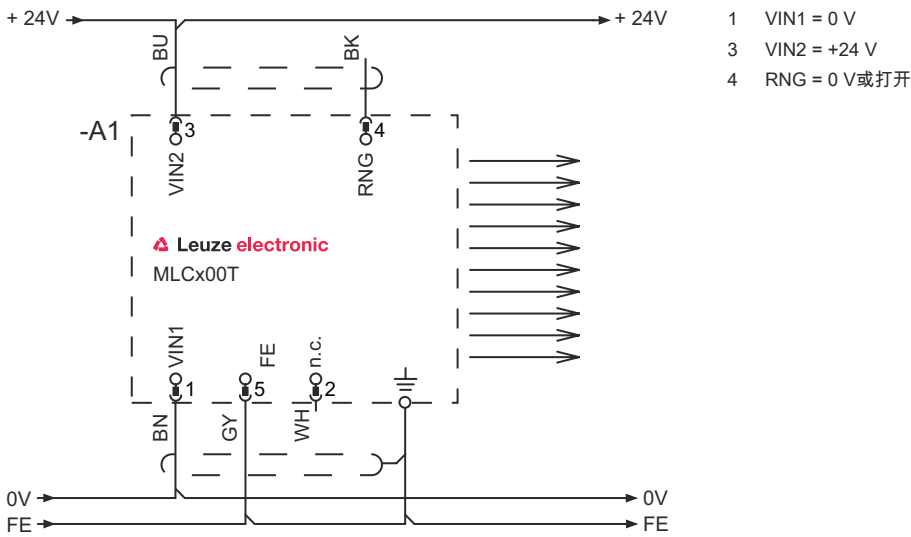 + 24V
+ 24V
1 VIN1 = 0 V
3 VIN2 = +24 V
4 RNG = 0 V或打开
BU
BK
-A1
3
4
VIN2
RNG
Leuze electronic
MLCx00T
VIN1
FE
n.c.
1
5
2
BN
GY
WH
0V
0V
FE
FE